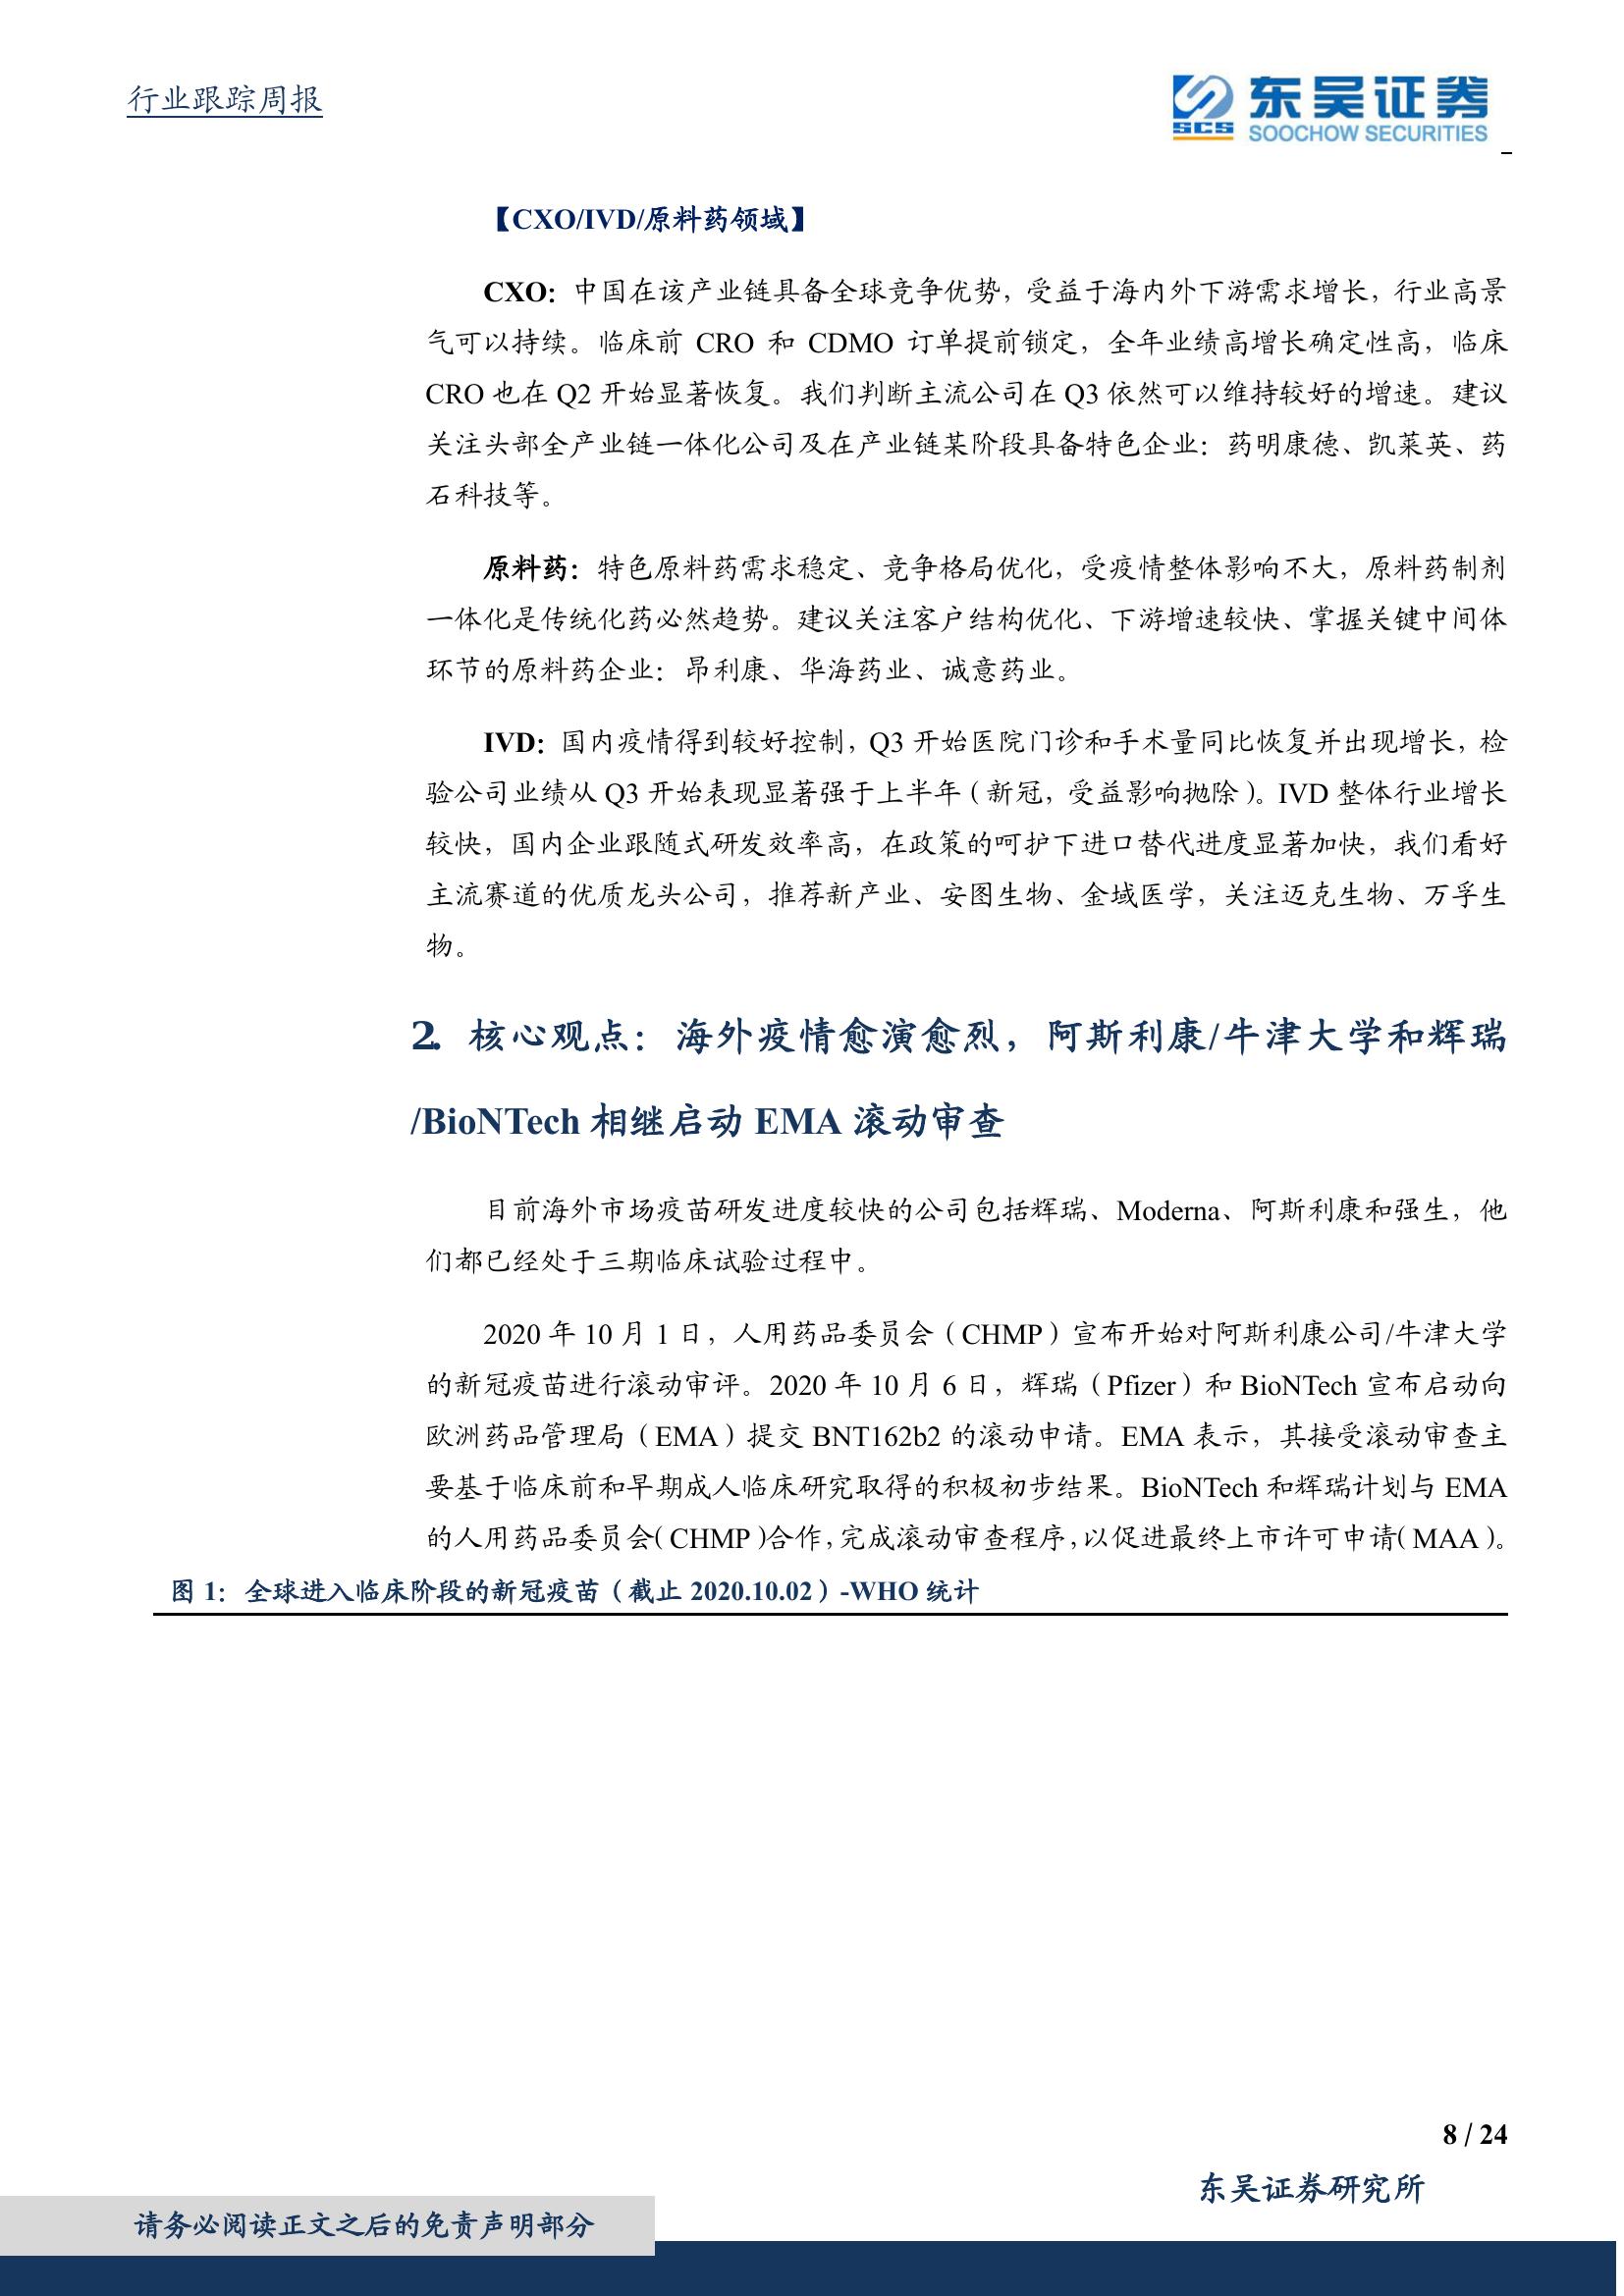 行业跟踪周报
SCS 东吴证券
SOOCHOW SECURITIES
【CXO/IVD/原料药领域】
CXO：中国在该产业链具备全球竞争优势，受益于海内外下游需求增长，行业高景
气可以持续。临床前 CRO 和 CDMO 订单提前锁定，全年业绩高增长确定性高，临床
CRO 也在 Q2 开始显著恢复。我们判断主流公司在 Q3 依然可以维持较好的增速。建议
关注头部全产业链一体化公司及在产业链某阶段具备特色企业：药明康德、凯莱英、药
石科技等。
原料药：特色原料药需求稳定、竞争格局优化，受疫情整体影响不大，原料药制剂
一体化是传统化药必然趋势。建议关注客户结构优化、下游增速较快、掌握关键中间体
环节的原料药企业：昂利康、华海药业、诚意药业。
IVD：国内疫情得到较好控制，Q3 开始医院门诊和手术量同比恢复并出现增长，检
验公司业绩从 Q3 开始表现显著强于上半年（新冠，受益影响抛除）。IVD 整体行业增长
较快，国内企业跟随式研发效率高，在政策的呵护下进口替代进度显著加快，我们看好
主流赛道的优质龙头公司，推荐新产业、安图生物、金域医学，关注迈克生物、万孚生
物。
2. 核心观点：海外疫情愈演愈烈，阿斯利康/牛津大学和辉瑞
/BioNTech 相继启动 EMA 滚动审查
目前海外市场疫苗研发进度较快的公司包括辉瑞、Moderna、阿斯利康和强生，他
们都已经处于三期临床试验过程中。
2020 年 10 月 1 日，人用药品委员会（CHMP）宣布开始对阿斯利康公司/牛津大学
的新冠疫苗进行滚动审评。2020 年 10 月 6 日，辉瑞（Pfizer）和 BioNTech 宣布启动向
欧洲药品管理局（EMA）提交 BNT162b2 的滚动申请。EMA 表示，其接受滚动审查主
要基于临床前和早期成人临床研究取得的积极初步结果。BioNTech 和辉瑞计划与 EMA
的人用药品委员会（CHMP）合作，完成滚动审查程序，以促进最终上市许可申请（MAA）。
图 1：全球进入临床阶段的新冠疫苗（截止 2020.10.02）-WHO 统计
8 / 24
东吴证券研究所
请务必阅读正文之后的免责声明部分